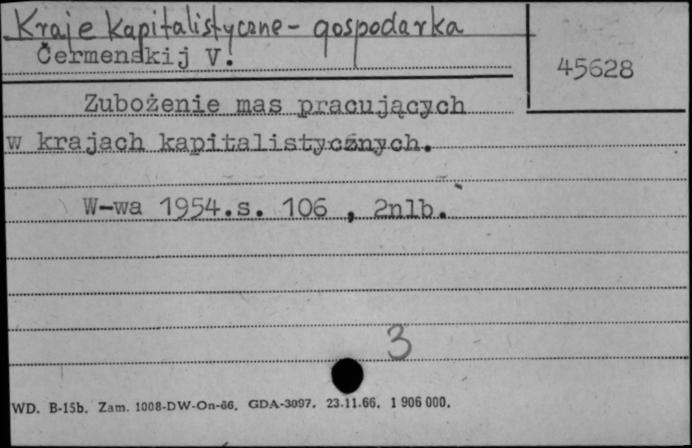 Kraje kapitalistyczne - gospodarka
Čermenskij V.
45628
Zubożenie mas pracujących
w krajach kapitalistycznych.
W-wa 1954.s. 106 , 2nlb.
3
WD. B-15b. Zam. 1008-DW-On-66. GDA-3097. 23.11.66. 1 906 000.